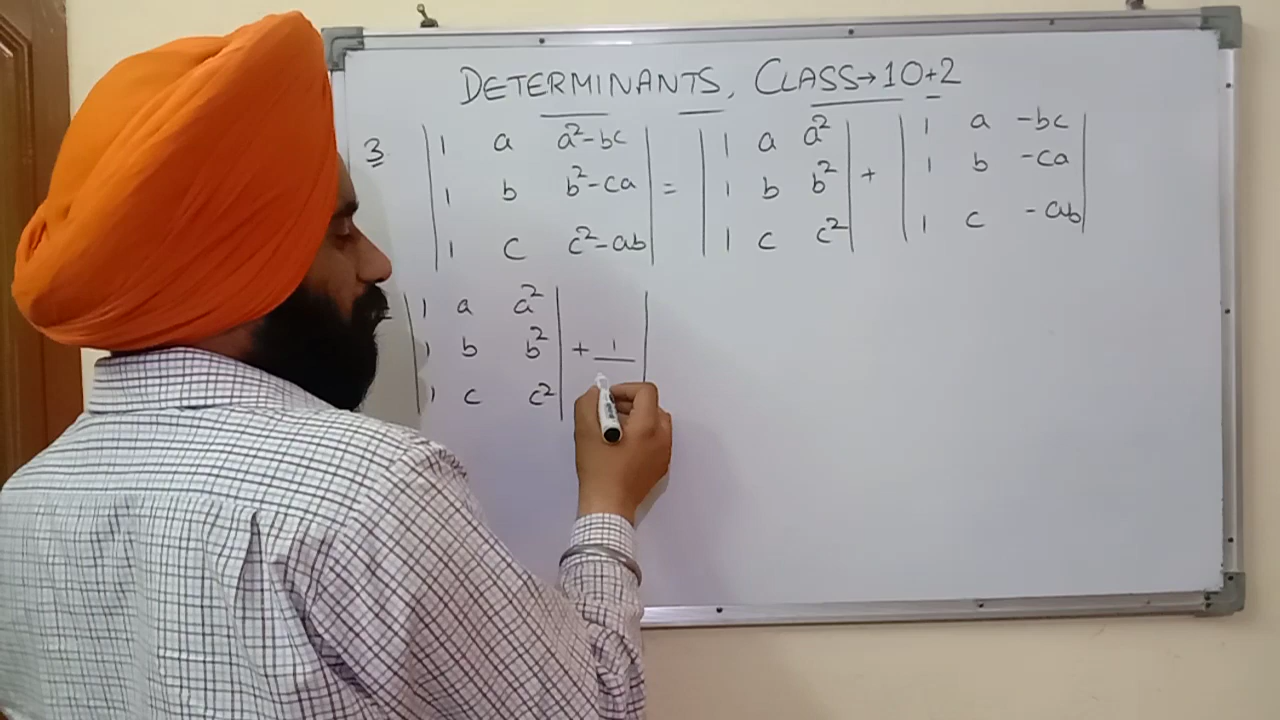 DETERMINANTS, CLASS→10+2
3 | 1 a a²-bc | = | 1 a a² | + | 1 a -bc |
| 1 b b²-ca | | 1 b b² | | 1 b -ca |
| 1 c c²-ab | | 1 c c² | | 1 c -ab |
= | 1 a a² | + 1 |
| 1 b b² |
| 1 c c² |